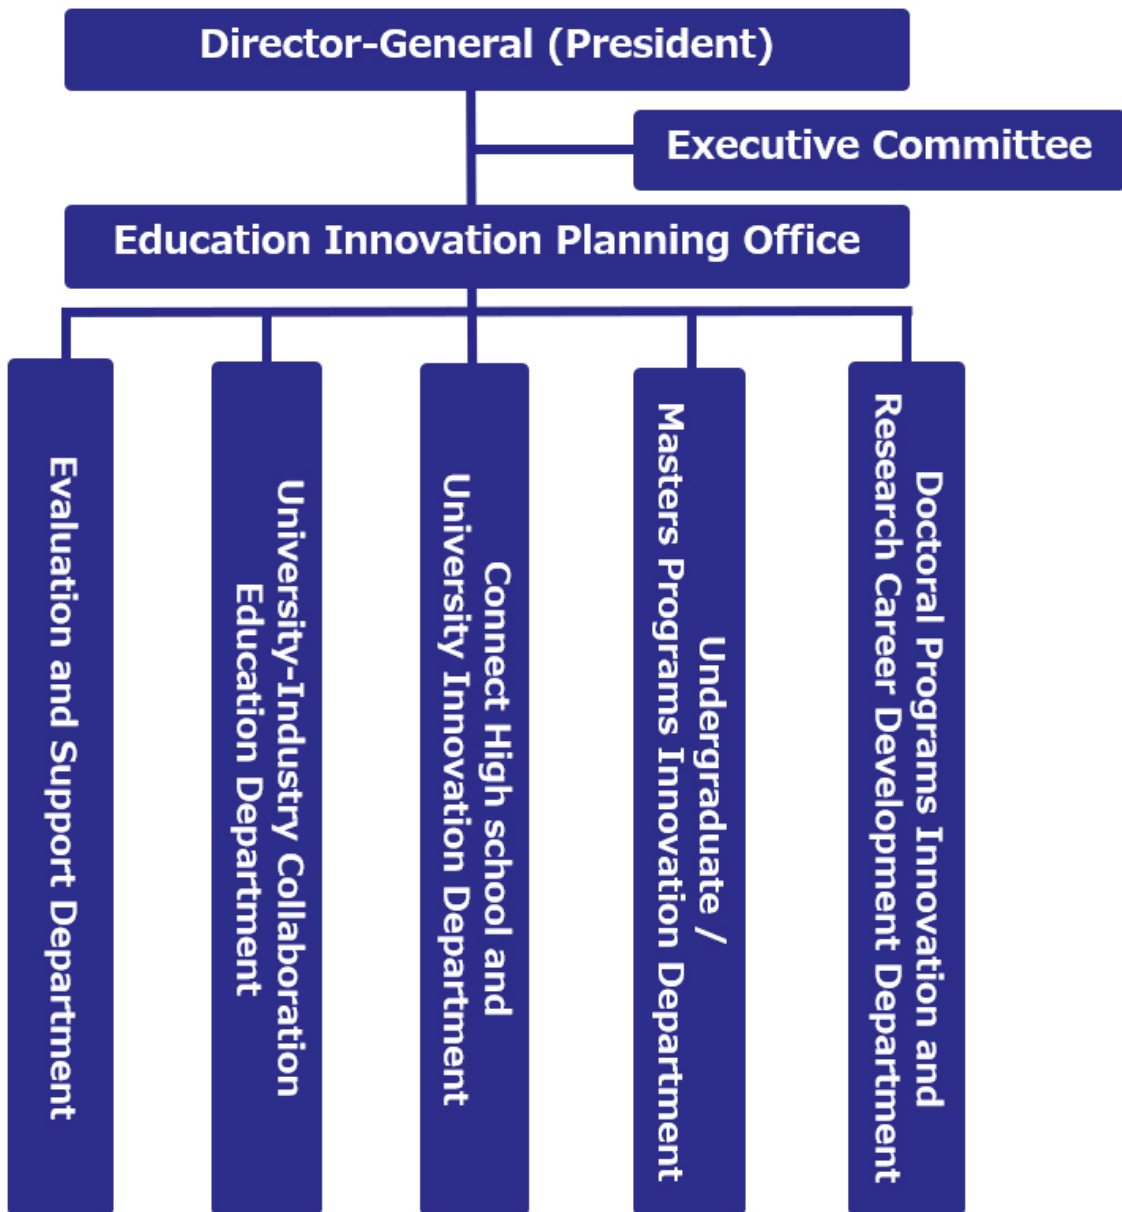 Director-General (President)
Executive Committee
Education Innovation Planning Office
Evaluation and Support Department
University-Industry Collaboration
Education Department
Connect High school and
University Innovation Department
Undergraduate /
Masters Programs Innovation Department
Doctoral Programs Innovation and
Research Career Development Department